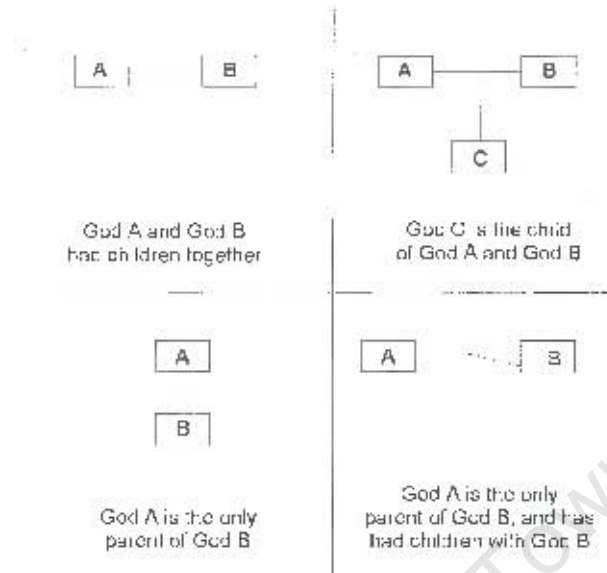 A B
A B
C
God A and God B
had children together
God C is the child
of God A and God B
A
B
A B
God A is the only
parent of God B
God A is the only
parent of God B, and has
had children with God B